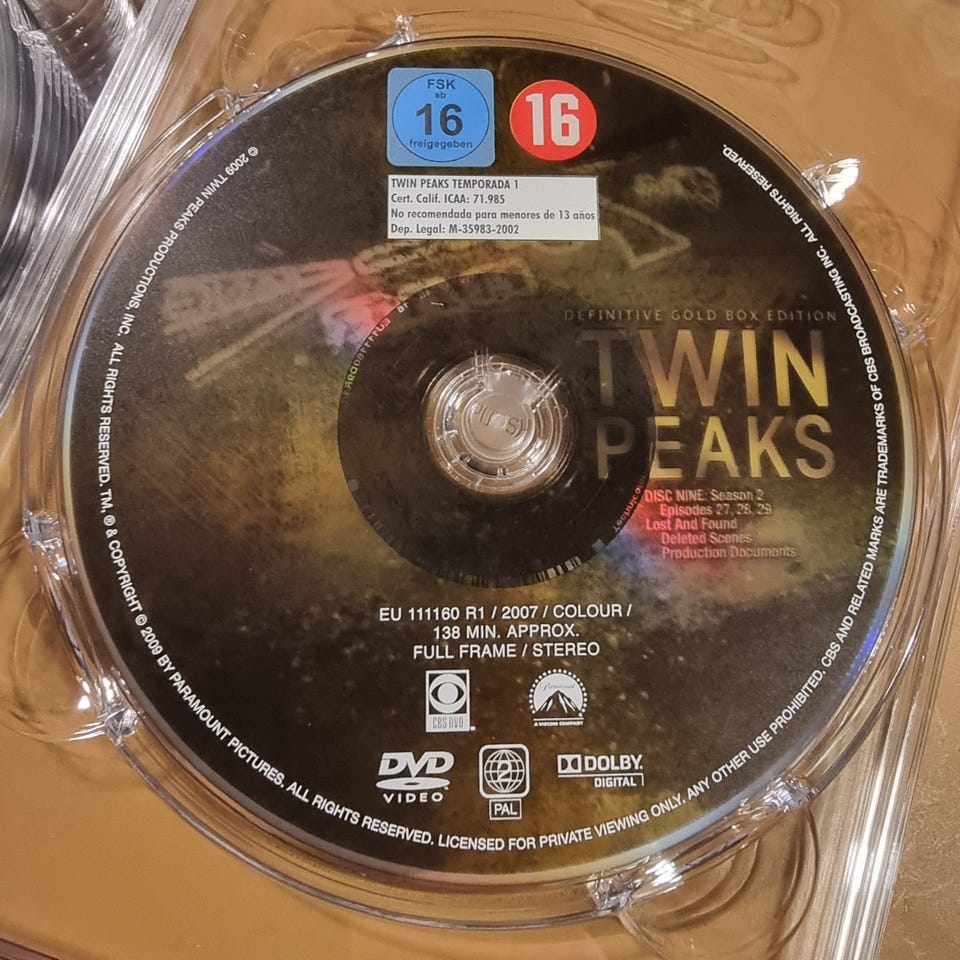 FSK
ab
16
freigegeben
16
TWIN PEAKS TEMPORADA 1
Cert. Calif. ICAA: 71.985
No recomendada para menores de 13 años
Dep. Legal: M-35983-2002
DEFINITIVE GOLD BOX EDITION
TWIN
PEAKS
DISC NINE: Season 2
Episodes 27, 28, 29
Lost And Found
Deleted Scenes
Production Documents
EU 111160 R1 / 2007 / COLOUR /
138 MIN. APPROX.
FULL FRAME / STEREO
CBS DVD
Paramount
A VIACOM COMPANY
DVD
VIDEO
2
PAL
DOLBY
DIGITAL
© 2009 TWIN PEAKS PRODUCTIONS, INC. ALL RIGHTS RESERVED. TM, ® & COPYRIGHT © 2009 BY PARAMOUNT PICTURES. ALL RIGHTS RESERVED. LICENSED FOR PRIVATE VIEWING ONLY. ANY OTHER USE PROHIBITED. CBS AND RELATED MARKS ARE TRADEMARKS OF CBS BROADCASTING INC. ALL RIGHTS RESERVED.